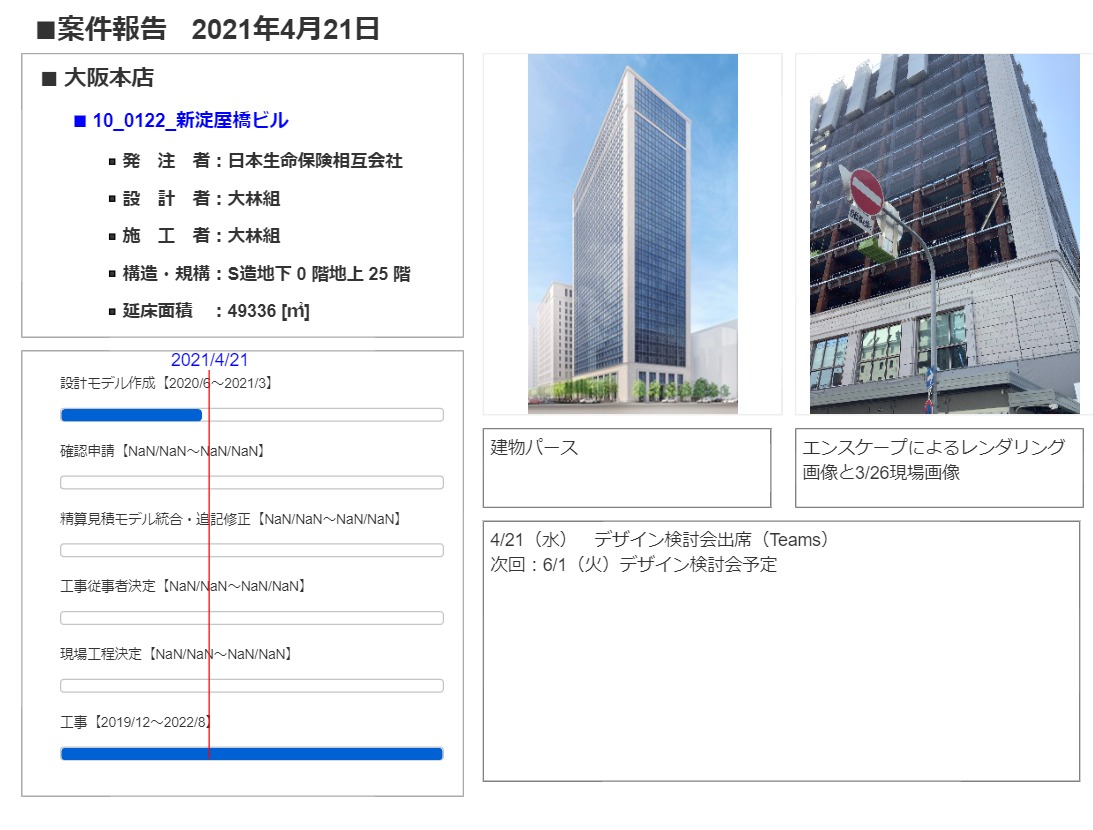 ■案件報告 2021年4月21日
■ 大阪本店
■ 10_0122_新淀屋橋ビル
▪ 発 注 者：日本生命保険相互会社
▪ 設 計 者：大林組
▪ 施 工 者：大林組
▪ 構造・規構：S造地下 0 階地上 25 階
▪ 延床面積 ：49336 [㎡]
2021/4/21
設計モデル作成【2020/6～2021/3】
確認申請【NaN/NaN～NaN/NaN】
精算見積モデル統合・追記修正【NaN/NaN～NaN/NaN】
工事従事者決定【NaN/NaN～NaN/NaN】
現場工程決定【NaN/NaN～NaN/NaN】
工事【2019/12～2022/8】
建物パース
エンスケープによるレンダリング
画像と3/26現場画像
4/21（水） デザイン検討会出席（Teams）
次回：6/1（火）デザイン検討会予定